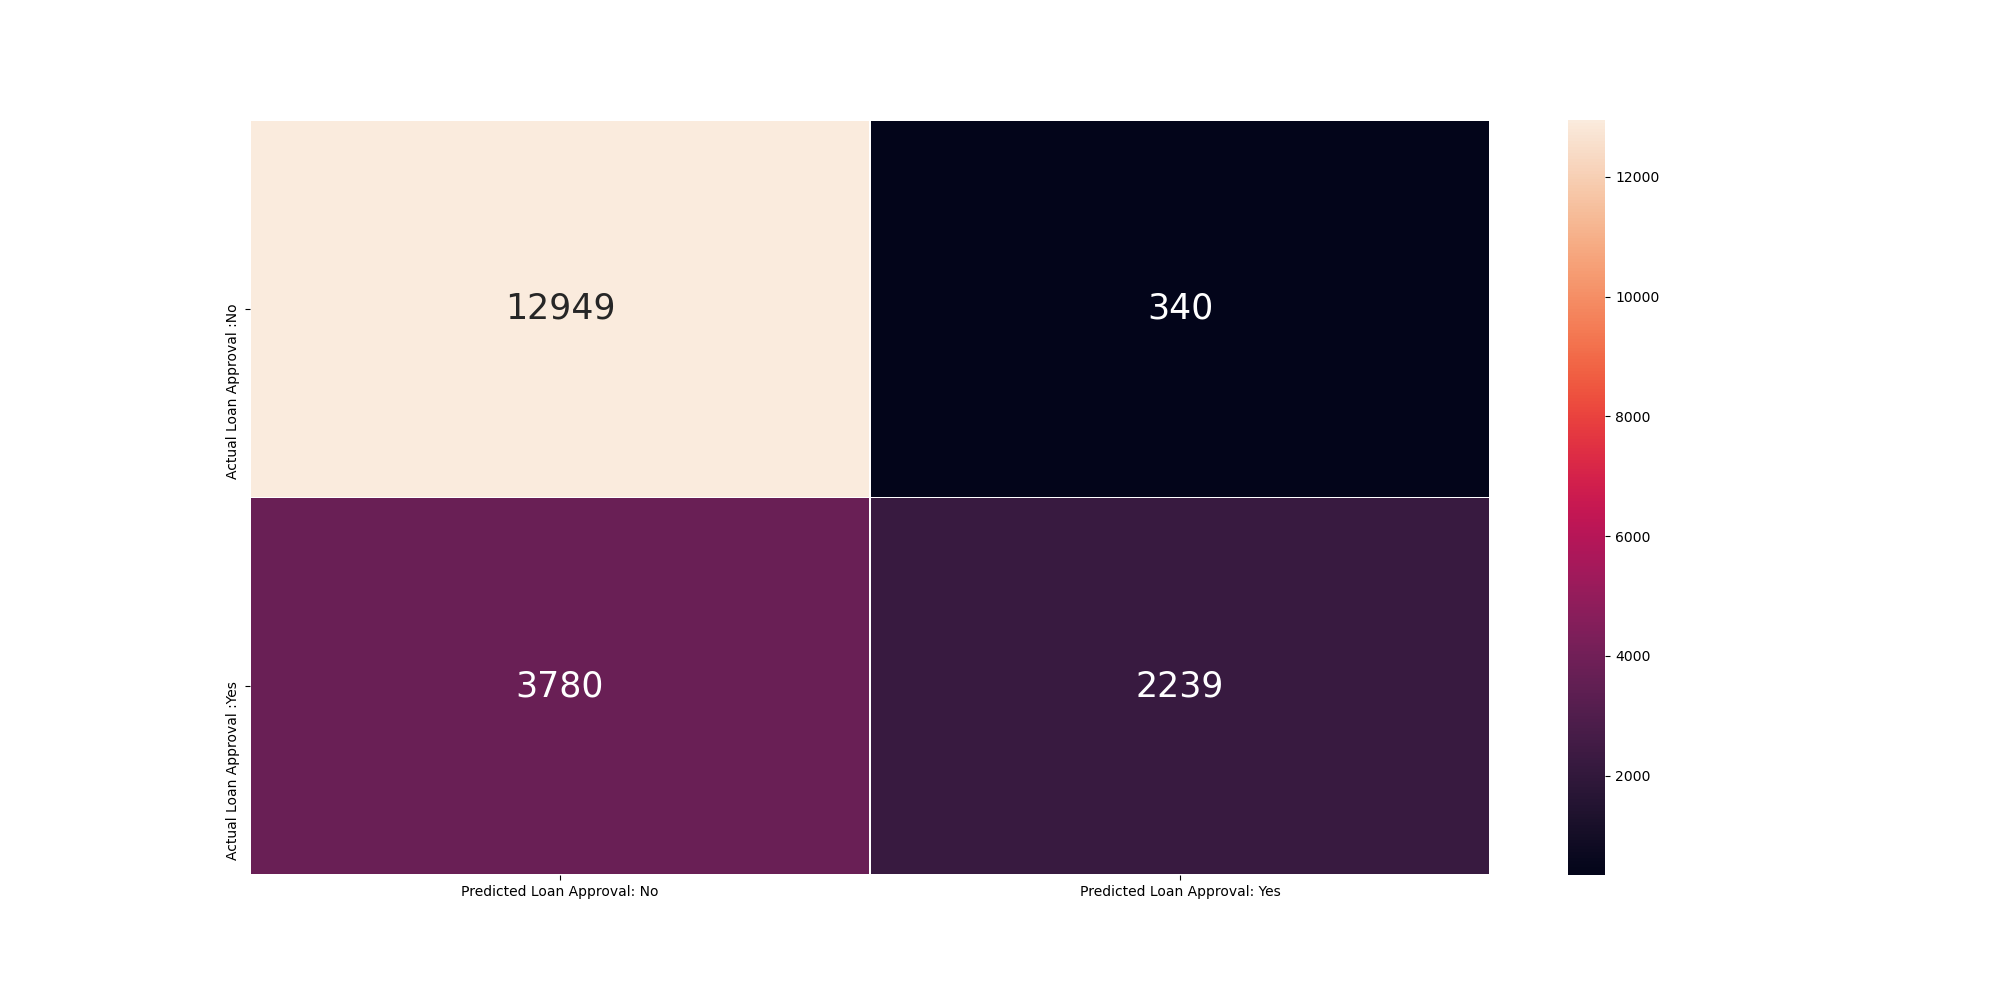 12949
340
3780
2239
Actual Loan Approval :No
Actual Loan Approval :Yes
Predicted Loan Approval: No
Predicted Loan Approval: Yes
12000
10000
8000
6000
4000
2000